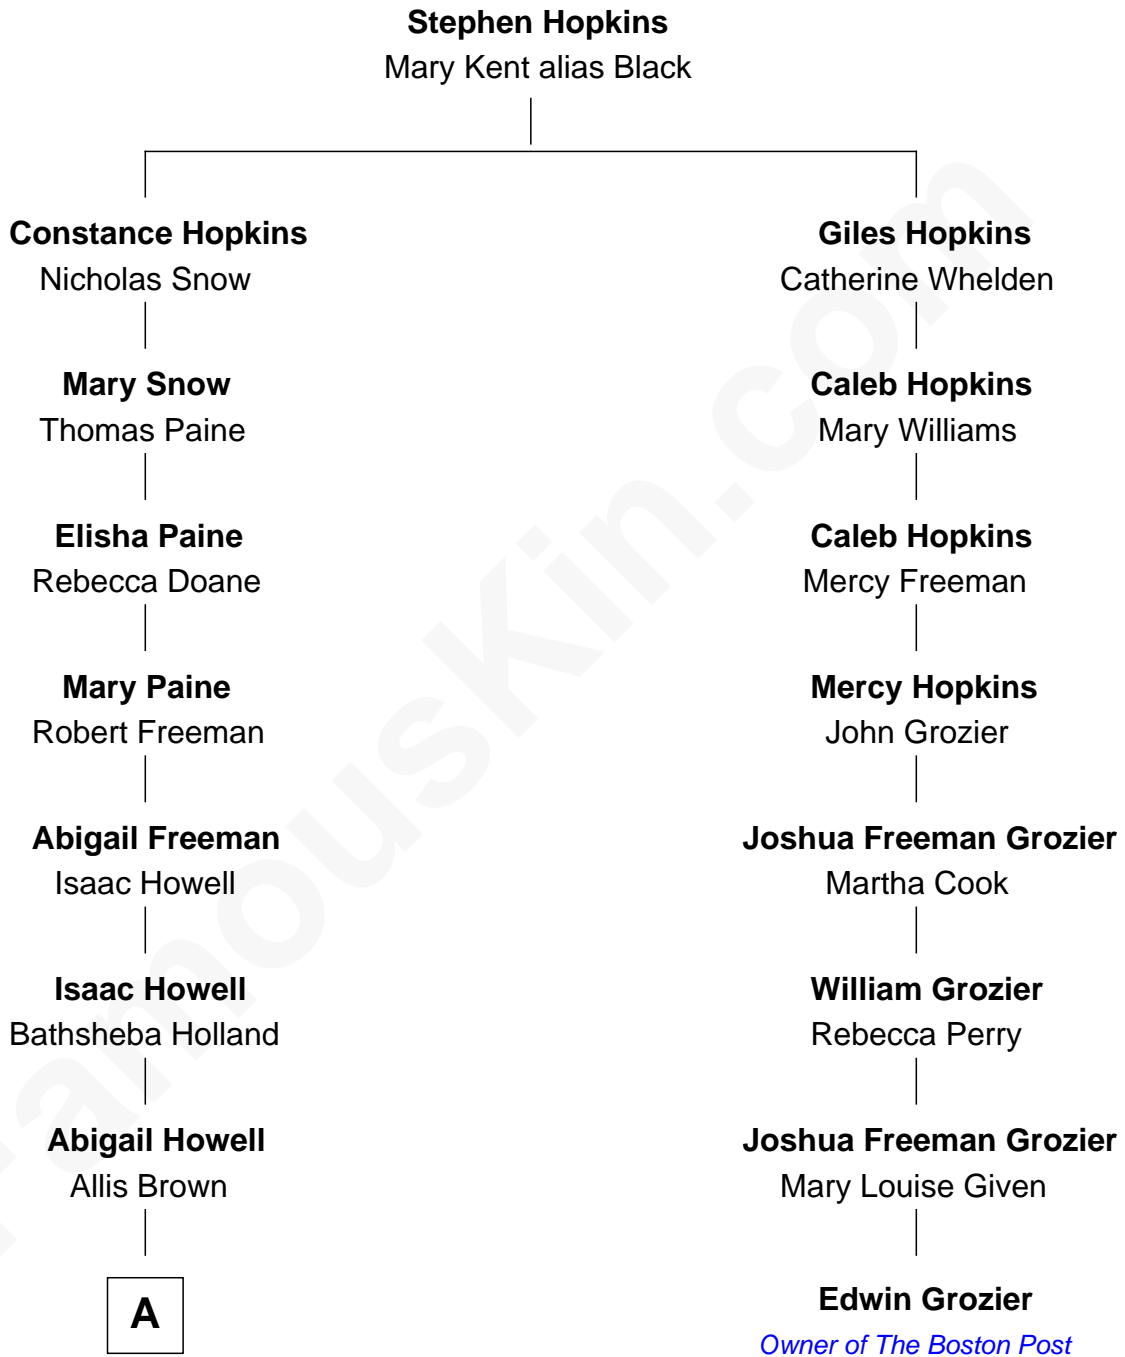 Stephen Hopkins
Mary Kent alias Black
Constance Hopkins
Nicholas Snow
Giles Hopkins
Catherine Whelden
Mary Snow
Thomas Paine
Caleb Hopkins
Mary Williams
Elisha Paine
Rebecca Doane
Caleb Hopkins
Mercy Freeman
Mary Paine
Robert Freeman
Mercy Hopkins
John Grozier
Abigail Freeman
Isaac Howell
Joshua Freeman Grozier
Martha Cook
Isaac Howell
Bathsheba Holland
William Grozier
Rebecca Perry
Abigail Howell
Allis Brown
Joshua Freeman Grozier
Mary Louise Given
A
Edwin Grozier
Owner of The Boston Post
FamousKin.com